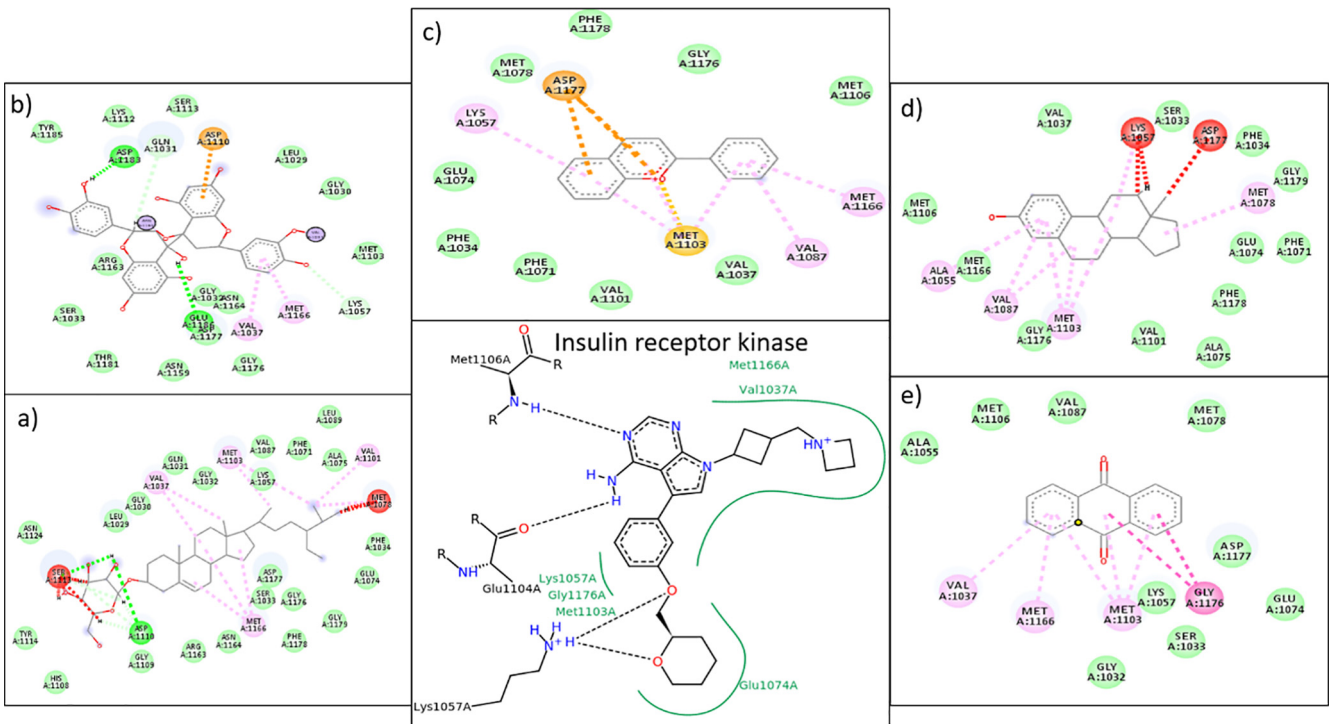 b)
SER
A:1113
LYS
A:1112
TYR
A:1185
GLN
A:1031
ASP
A:1110
ASP
A:1183
LEU
A:1029
GLY
A:1030
MET
A:1103
ARG
A:1163
GLY
A:1032
ASN
A:1164
LYS
A:1057
MET
A:1166
SER
A:1033
GLU
ASP
A:1177
VAL
A:1037
THR
A:1181
ASN
A:1159
GLY
A:1176
H
H
H
O
O
O
O
c)
PHE
A:1178
MET
A:1078
GLY
A:1176
ASP
A:1177
MET
A:1106
LYS
A:1057
GLU
A:1074
MET
A:1166
PHE
A:1034
MET
A:1103
VAL
A:1087
PHE
A:1071
VAL
A:1037
VAL
A:1101
d)
VAL
A:1037
LYS
A:1057
SER
A:1033
ASP
A:1177
PHE
A:1034
GLY
A:1179
MET
A:1078
MET
A:1106
H
O
GLU
A:1074
PHE
A:1071
ALA
A:1055
MET
A:1166
VAL
A:1087
PHE
A:1178
MET
A:1103
GLY
A:1176
VAL
A:1101
ALA
A:1075
a)
LEU
A:1089
VAL
A:1087
PHE
A:1071
MET
A:1103
VAL
A:1101
GLN
A:1031
ALA
A:1075
GLY
A:1032
LYS
A:1057
VAL
A:1037
MET
A:1078
GLY
A:1030
LEU
A:1029
ASN
A:1124
PHE
A:1034
SER
A:1113
ASP
A:1177
GLU
A:1074
SER
A:1033
GLY
A:1176
GLY
A:1179
ASP
A:1110
MET
A:1166
TYR
A:1114
ASN
A:1164
PHE
A:1178
ARG
A:1163
GLY
A:1109
HIS
A:1108
Insulin receptor kinase
O
Met1106A
R
N H
R
Met1166A
Val1037A
N N
HN+
N
H N
H
R O
R NH
Glu1104A
Lys1057A
Gly1176A
Met1103A
O
H H
N+ H
O
Glu1074A
Lys1057A
e)
MET
A:1106
VAL
A:1087
MET
A:1078
ALA
A:1055
O
O
ASP
A:1177
VAL
A:1037
MET
A:1166
MET
A:1103
LYS
A:1057
GLY
A:1176
GLU
A:1074
SER
A:1033
GLY
A:1032